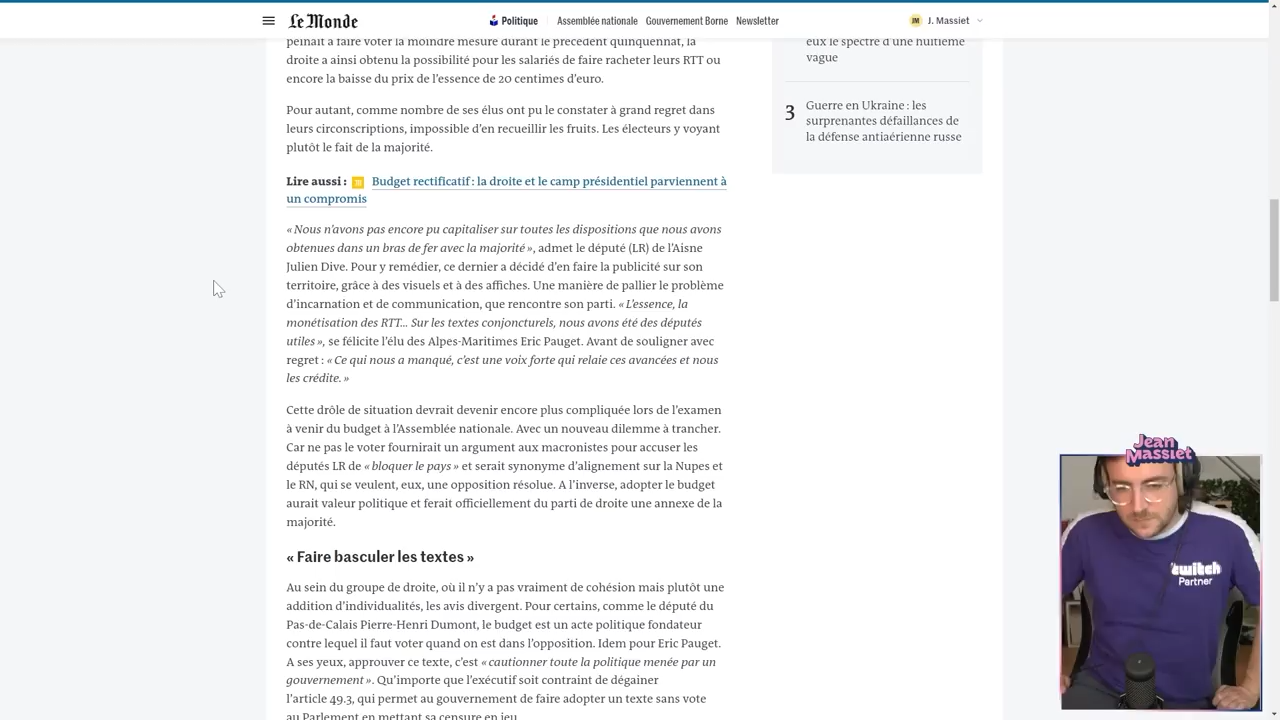 Le Monde
Politique
Assemblée nationale
Gouvernement Borne
Newsletter
JM
J. Massiet
peinait à faire voter la moindre mesure durant le précédent quinquennat, la
droite a ainsi obtenu la possibilité pour les salariés de faire racheter leurs RTT ou
encore la baisse du prix de l'essence de 20 centimes d'euro.
Pour autant, comme nombre de ses élus ont pu le constater à grand regret dans
leurs circonscriptions, impossible d'en recueillir les fruits. Les électeurs y voyant
plutôt le fait de la majorité.
Lire aussi : Budget rectificatif : la droite et le camp présidentiel parviennent à
un compromis
« Nous n'avons pas encore pu capitaliser sur toutes les dispositions que nous avons
obtenues dans un bras de fer avec la majorité », admet le député (LR) de l'Aisne
Julien Dive. Pour y remédier, ce dernier a décidé d'en faire la publicité sur son
territoire, grâce à des visuels et à des affiches. Une manière de pallier le problème
d'incarnation et de communication, que rencontre son parti. « L'essence, la
monétisation des RTT… Sur les textes conjoncturels, nous avons été des députés
utiles », se félicite l'élu des Alpes-Maritimes Eric Pauget. Avant de souligner avec
regret : « Ce qui nous a manqué, c'est une voix forte qui relaie ces avancées et nous
les crédite. »
Cette drôle de situation devrait devenir encore plus compliquée lors de l'examen
à venir du budget à l'Assemblée nationale. Avec un nouveau dilemme à trancher.
Car ne pas le voter fournirait un argument aux macronistes pour accuser les
députés LR de « bloquer le pays » et serait synonyme d'alignement sur la Nupes et
le RN, qui se veulent, eux, une opposition résolue. A l'inverse, adopter le budget
aurait valeur politique et ferait officiellement du parti de droite une annexe de la
majorité.
« Faire basculer les textes »
Au sein du groupe de droite, où il n'y a pas vraiment de cohésion mais plutôt une
addition d'individualités, les avis divergent. Pour certains, comme le député du
Pas-de-Calais Pierre-Henri Dumont, le budget est un acte politique fondateur
contre lequel il faut voter quand on est dans l'opposition. Idem pour Eric Pauget.
A ses yeux, approuver ce texte, c'est « cautionner toute la politique menée par un
gouvernement ». Qu'importe que l'exécutif soit contraint de dégainer
l'article 49.3, qui permet au gouvernement de faire adopter un texte sans vote
au Parlement en mettant sa censure en jeu.
eux le spectre d'une huitième
vague
3
Guerre en Ukraine : les
surprenantes défaillances de
la défense antiaérienne russe
Jean
Massiet
twitch
Partner